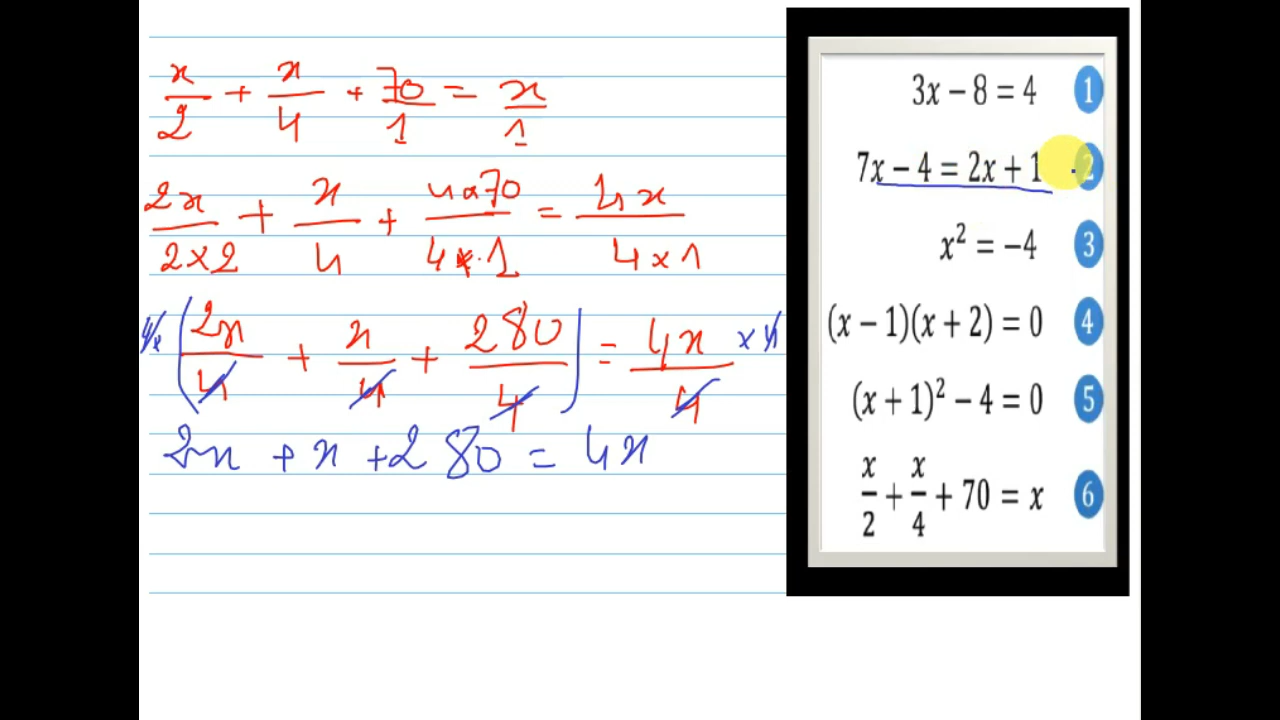 x/2 + x/4 + 70/1 = x/1
2x/2×2 + x/4 + 4×70/4×1 = 4x/4×1
4× (2x/4 + x/4 + 280/4) = 4x/4 × 4
2x + x + 280 = 4x
3x − 8 = 4 1
7x − 4 = 2x + 1 2
x² = −4 3
(x − 1)(x + 2) = 0 4
(x + 1)² − 4 = 0 5
x/2 + x/4 + 70 = x 6